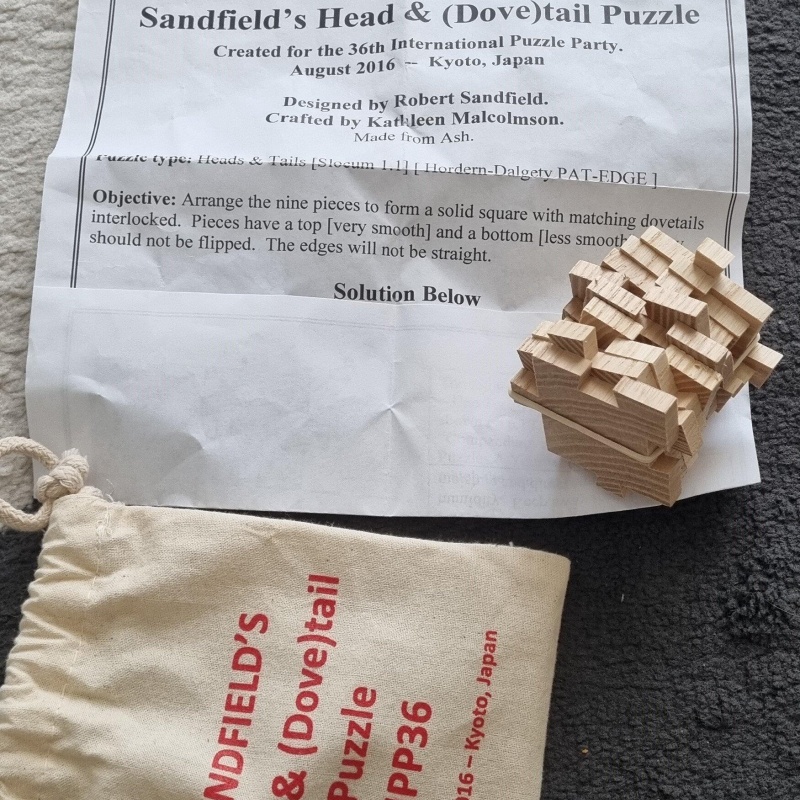 Sandfield's Head & (Dove)tail Puzzle
Created for the 36th International Puzzle Party.
August 2016 -- Kyoto, Japan
Designed by Robert Sandfield.
Crafted by Kathleen Malcolmson.
Made from Ash.
Puzzle type: Heads & Tails [Slocum 1.1] [ Hordern-Dalgety PAT-EDGE ]
Objective: Arrange the nine pieces to form a solid square with matching dovetails
interlocked. Pieces have a top [very smooth] and a bottom [less smooth
should not be flipped. The edges will not be straight.
Solution Below
NDFIELD'S
& (Dove)tail
Puzzle
IPP36
016 – Kyoto, Japan